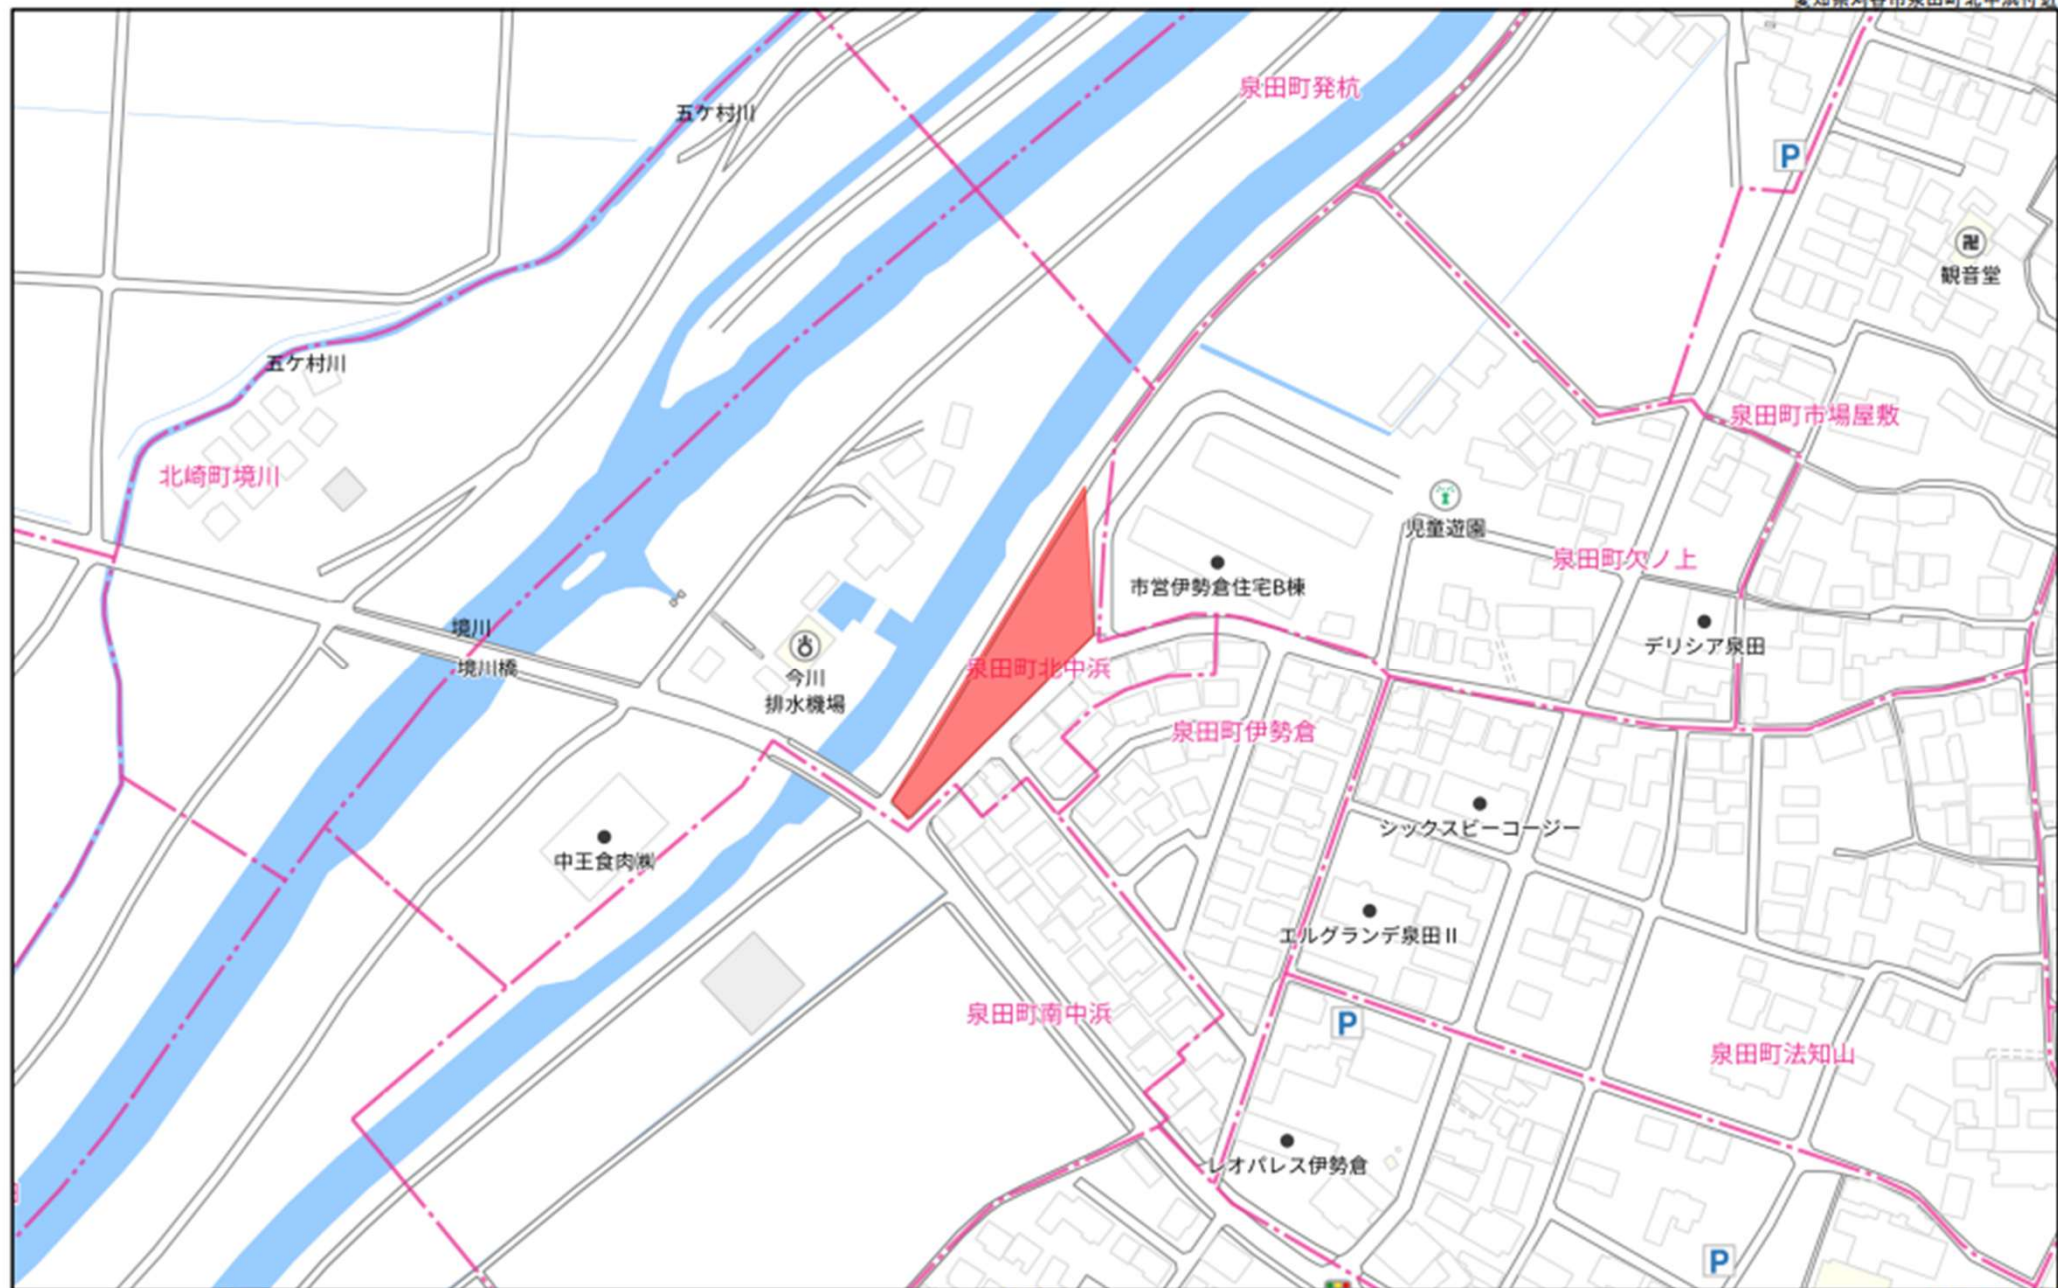 泉田町発杭
五ケ村川
P
観音堂
五ケ村川
泉田町市場屋敷
北崎町境川
児童遊園
泉田町欠ノ上
市営伊勢倉住宅B棟
境川
デリシア泉田
境川橋
泉田町北中浜
今川
排水機場
泉田町伊勢倉
シックスビーコージー
中王食肉㈱
エルグランデ泉田Ⅱ
泉田町南中浜
P
泉田町法知山
レオパレス伊勢倉
P